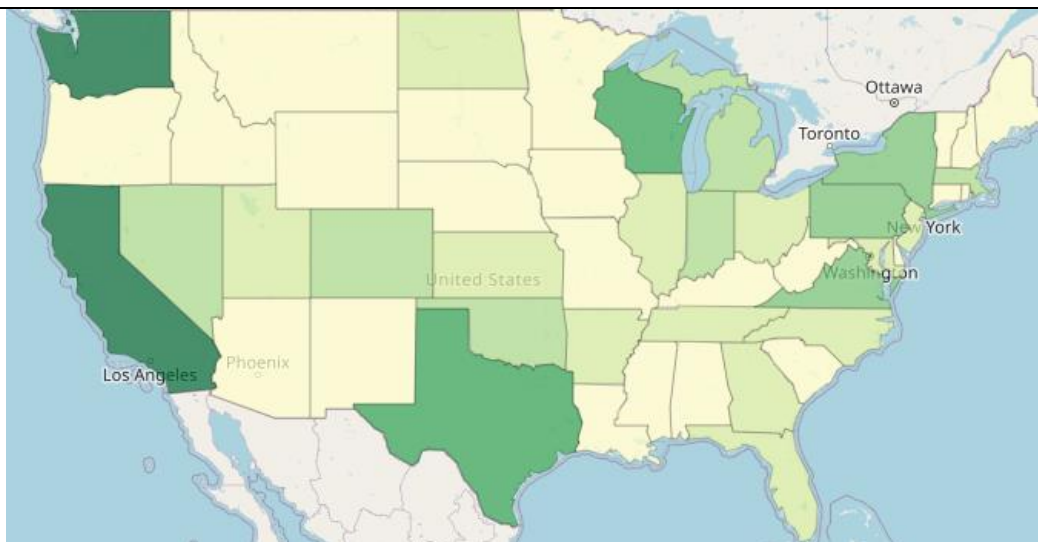 Ottawa
Toronto
New York
Washington
United States
Phoenix
Los Angeles